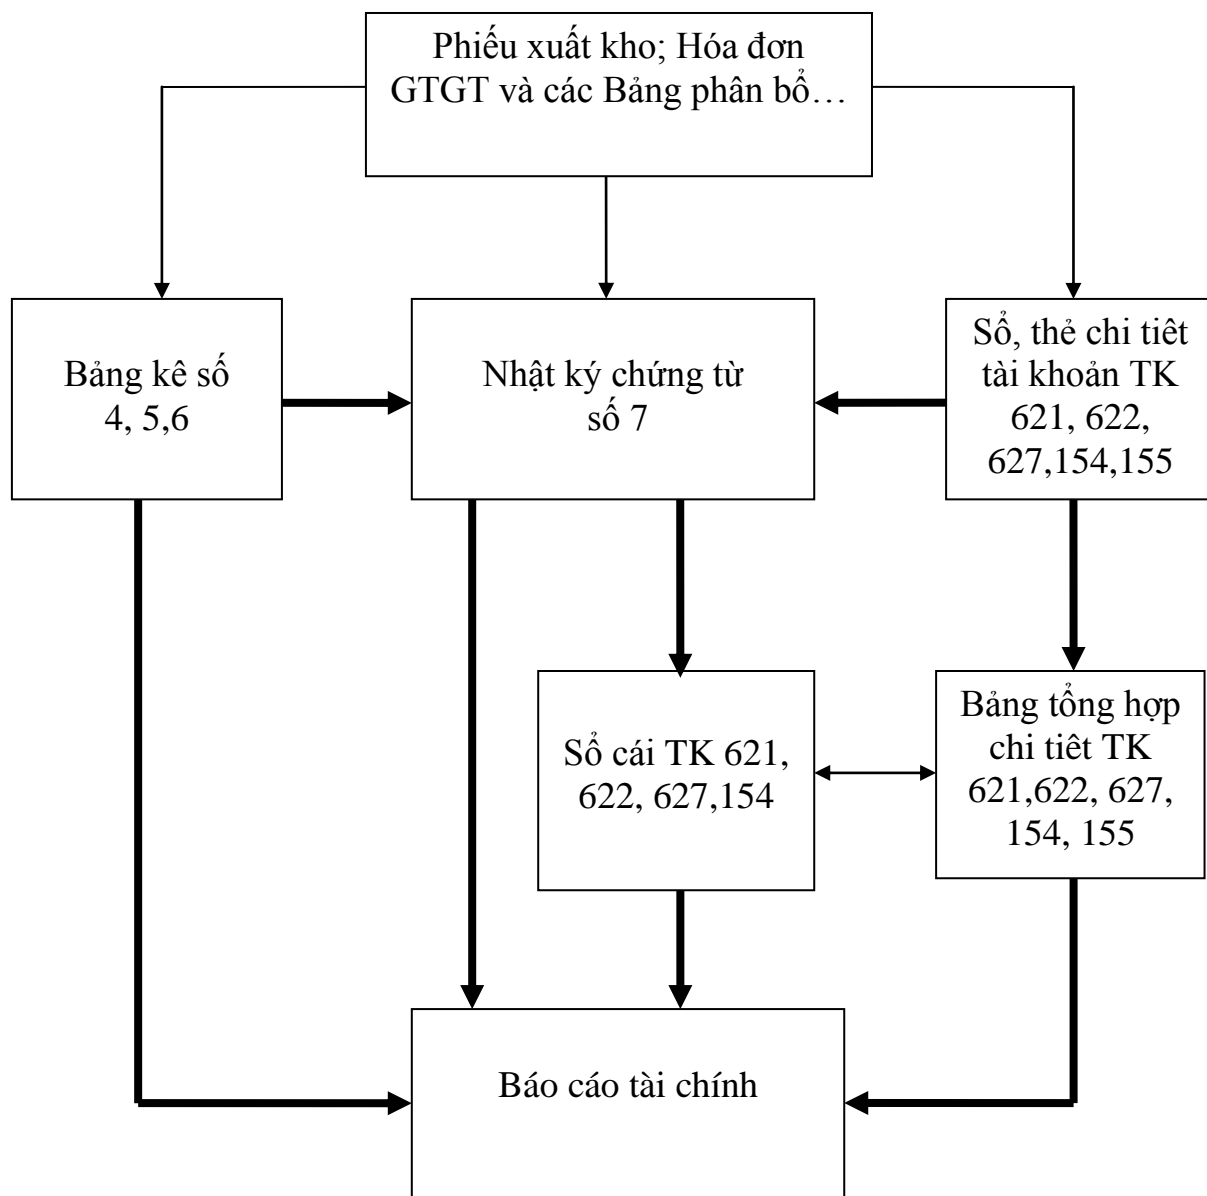 Phiếu xuất kho; Hóa đơn
GTGT và các Bảng phân bổ…
Bảng kê số
4, 5,6
Nhật ký chứng từ
số 7
Sổ, thẻ chi tiêt
tài khoản TK
621, 622,
627,154,155
Sổ cái TK 621,
622, 627,154
Bảng tổng hợp
chi tiêt TK
621,622, 627,
154, 155
Báo cáo tài chính